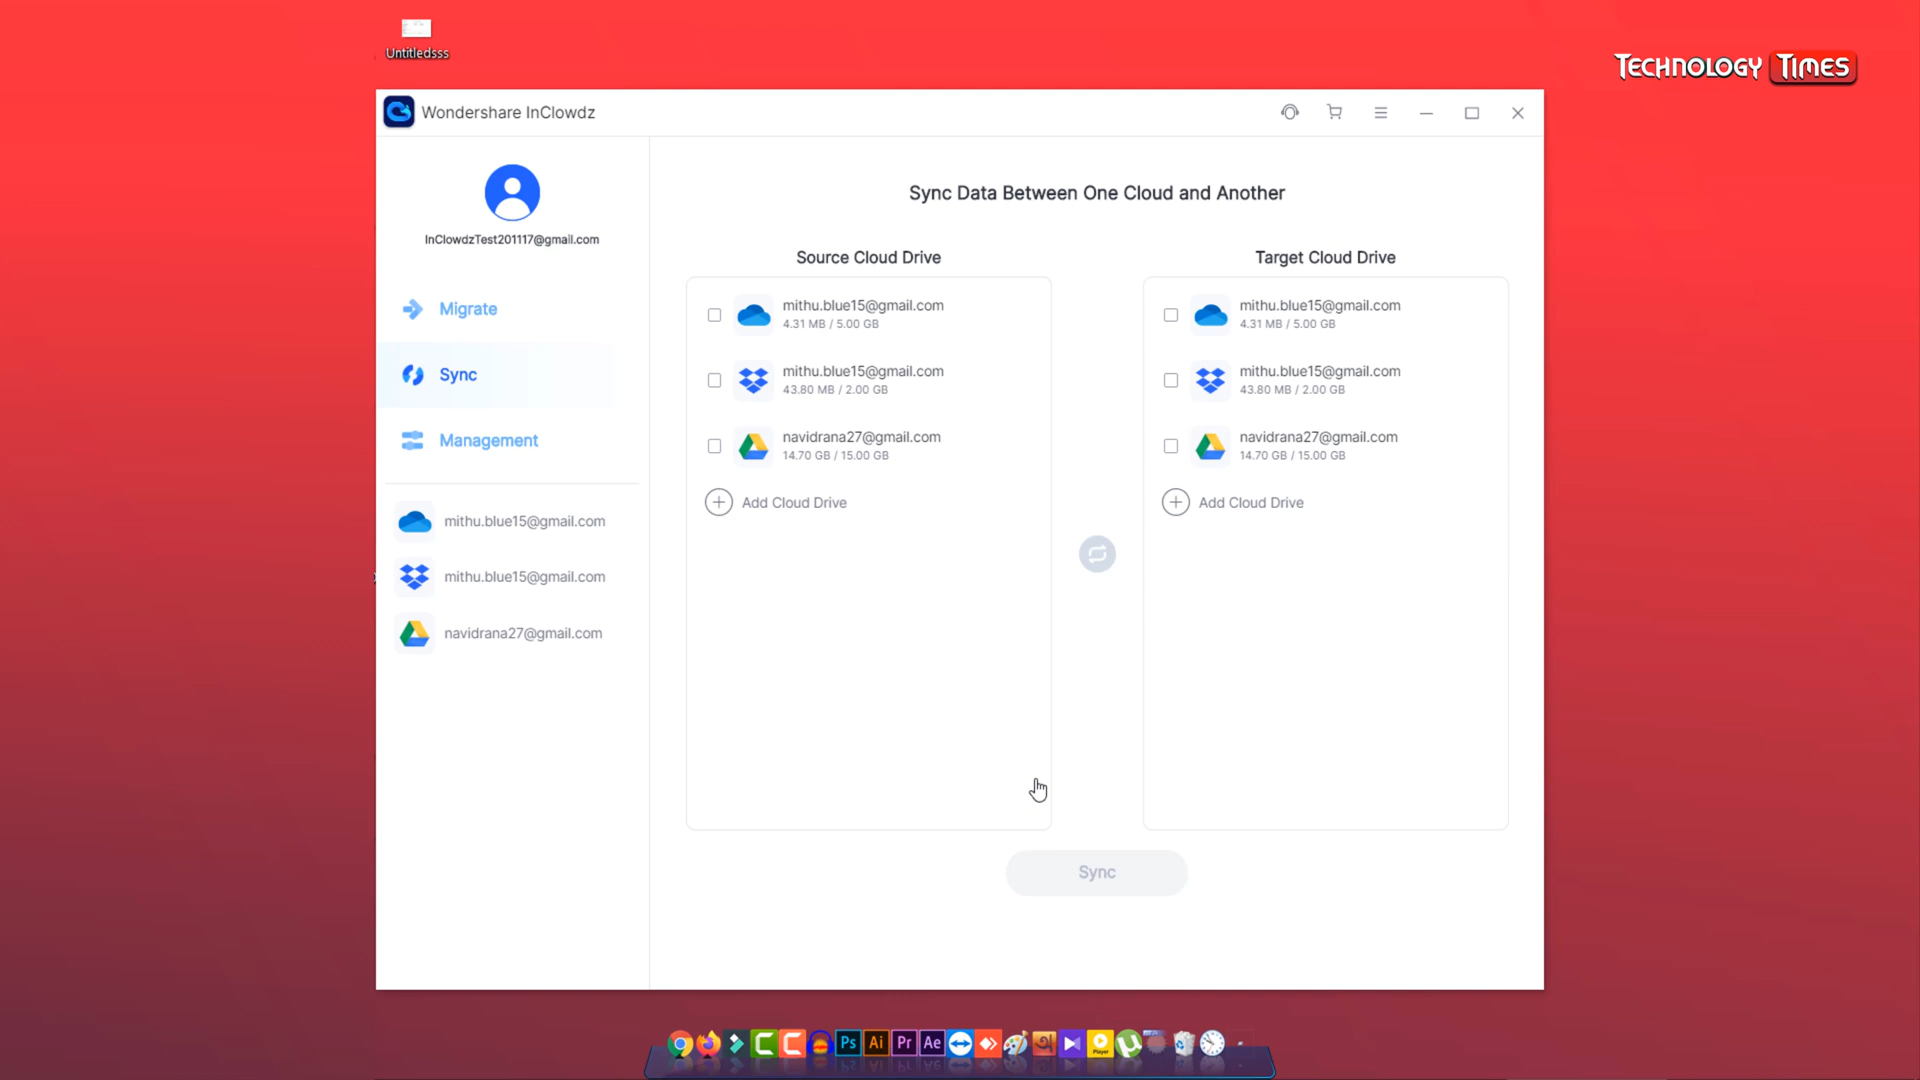 Untitledsss
TECHNOLOGY TIMES
Wondershare InClowdz
InClowdzTest201117@gmail.com
Migrate
Sync
Management
mithu.blue15@gmail.com
mithu.blue15@gmail.com
navidrana27@gmail.com
Sync Data Between One Cloud and Another
Source Cloud Drive
mithu.blue15@gmail.com
4.31 MB / 5.00 GB
mithu.blue15@gmail.com
43.80 MB / 2.00 GB
navidrana27@gmail.com
14.70 GB / 15.00 GB
Add Cloud Drive
Target Cloud Drive
mithu.blue15@gmail.com
4.31 MB / 5.00 GB
mithu.blue15@gmail.com
43.80 MB / 2.00 GB
navidrana27@gmail.com
14.70 GB / 15.00 GB
Add Cloud Drive
Sync
Ps Ai Pr Ae Player